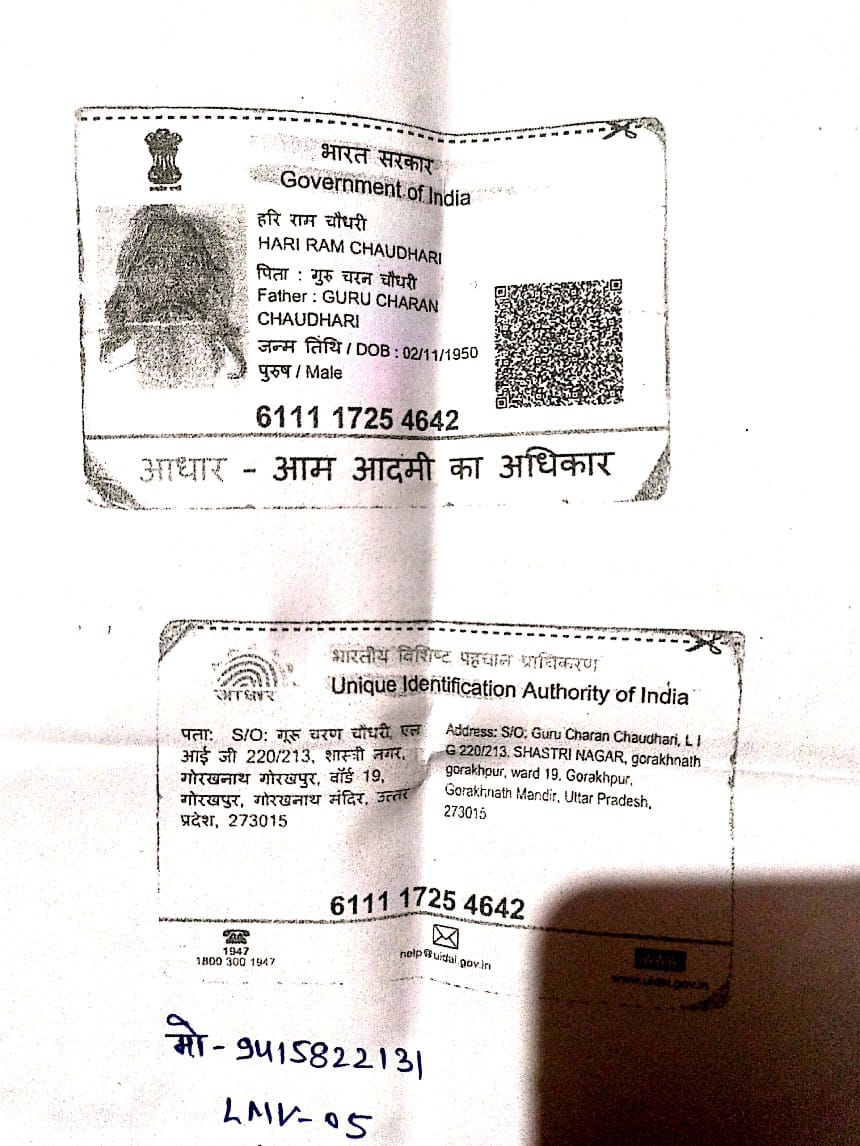 भारत सरकार
Government of India
हरि राम चौधरी
HARI RAM CHAUDHARI
पिता : गुरु चरन चौधरी
Father : GURU CHARAN
CHAUDHARI
जन्म तिथि / DOB : 02/11/1950
पुरुष / Male
6111 1725 4642
आधार - आम आदमी का अधिकार
आधार
भारतीय विशिष्ट पहचान प्राधिकरण
Unique Identification Authority of India
पता: S/O: गुरू चरण चौधरी, एल
आई जी 220/213, शास्त्री नगर,
गोरखनाथ गोरखपुर, वॉर्ड 19,
गोरखपुर, गोरखनाथ मंदिर, उत्तर
प्रदेश, 273015
Address: S/O: Guru Charan Chaudhari, L I
G 220/213, SHASTRI NAGAR, gorakhnath
gorakhpur, ward 19, Gorakhpur,
Gorakhnath Mandir, Uttar Pradesh,
273015
6111 1725 4642
1947
1800 300 1947
help@uidai.gov.in
www.uidai.gov.in
मो - 9415822131
LMV-05